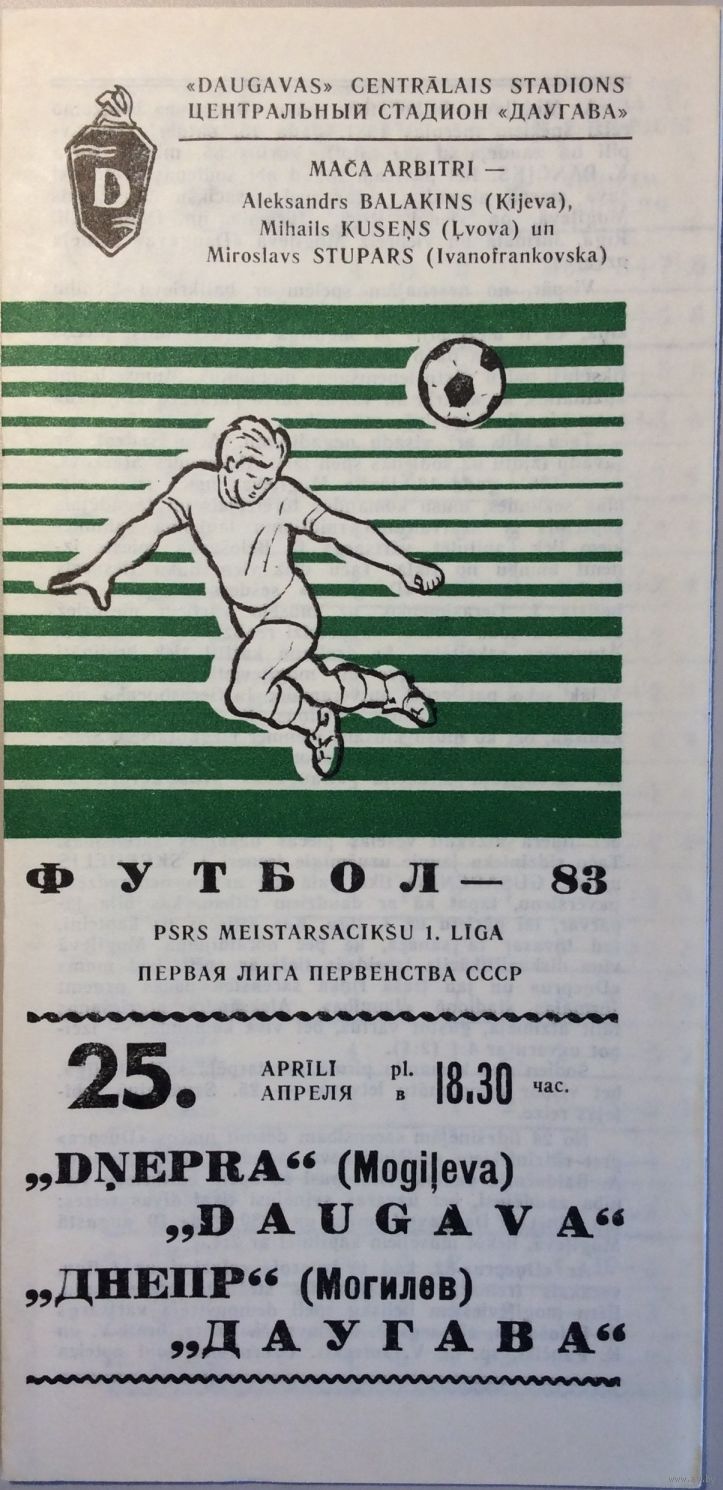 «DAUGAVAS» CENTRĀLAIS STADIONS
ЦЕНТРАЛЬНЫЙ СТАДИОН «ДАУГАВА»
D
MAČA ARBITRI —
Aleksandrs BALAĶINS (Kijeva),
Mihails KUSEŅS (Ļvova) un
Miroslavs STUPARS (Ivanofrankovska)
ФУТБОЛ — 83
PSRS MEISTARSACĪKŠU 1. LĪGA
ПЕРВАЯ ЛИГА ПЕРВЕНСТВА СССР
25. APRĪLĪ pl. 18.30 час.
АПРЕЛЯ в
„DŅEPRA“ (Mogiļeva)
„DAUGAVA“
„ДНЕПР“ (Могилев)
„ДАУГАВА“